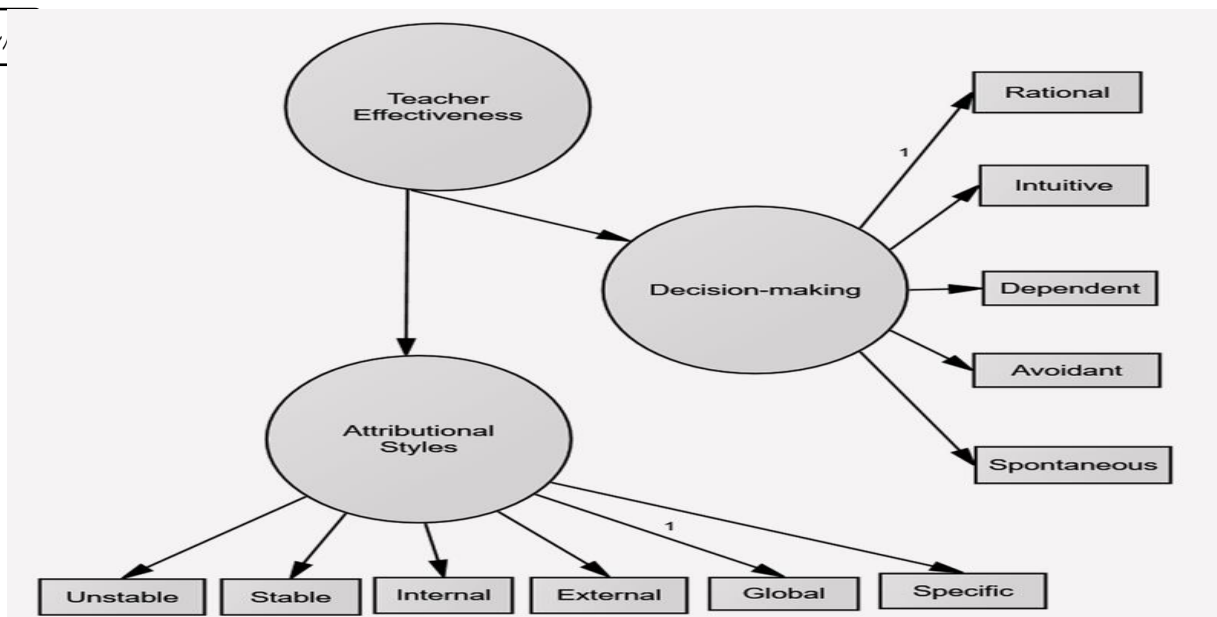 Teacher
Effectiveness
Rational
1
Intuitive
Decision-making
Dependent
Avoidant
Attributional
Styles
Spontaneous
1
Unstable
Stable
Internal
External
Global
Specific